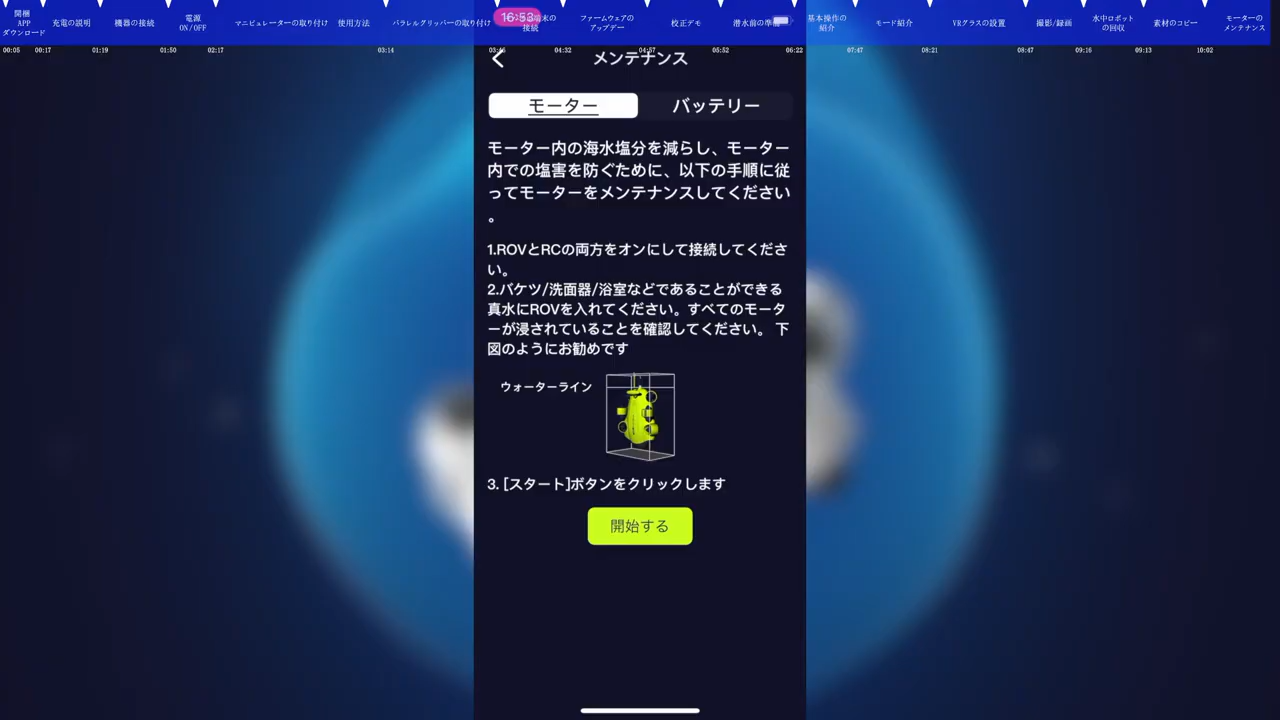 開梱
APP
ダウンロード
充電の説明
機器の接続
電源
ON/OFF
マニピュレーターの取り付け
使用方法
パラレルグリッパーの取り付け
端末の
接続
ファームウェアの
アップデー
校正デモ
潜水前の準備
基本操作の
紹介
モード紹介
VRグラスの設置
撮影/録画
水中ロボット
の回収
素材のコピー
モーターの
メンテナンス
00:05 00:17 01:19 01:50 02:17 03:14 03:46 04:32 04:57 05:52 06:22 07:47 08:21 08:47 09:16 09:13 10:02
16:53
メンテナンス
モーター
バッテリー
モーター内の海水塩分を減らし、モーター
内での塩害を防ぐために、以下の手順に従
ってモーターをメンテナンスしてください
。
1.ROVとRCの両方をオンにして接続してくださ
い。
2.バケツ/洗面器/浴室などであることができる
真水にROVを入れてください。すべてのモータ
ーが浸されていることを確認してください。 下
図のようにお勧めです
ウォーターライン
3. [スタート]ボタンをクリックします
開始する